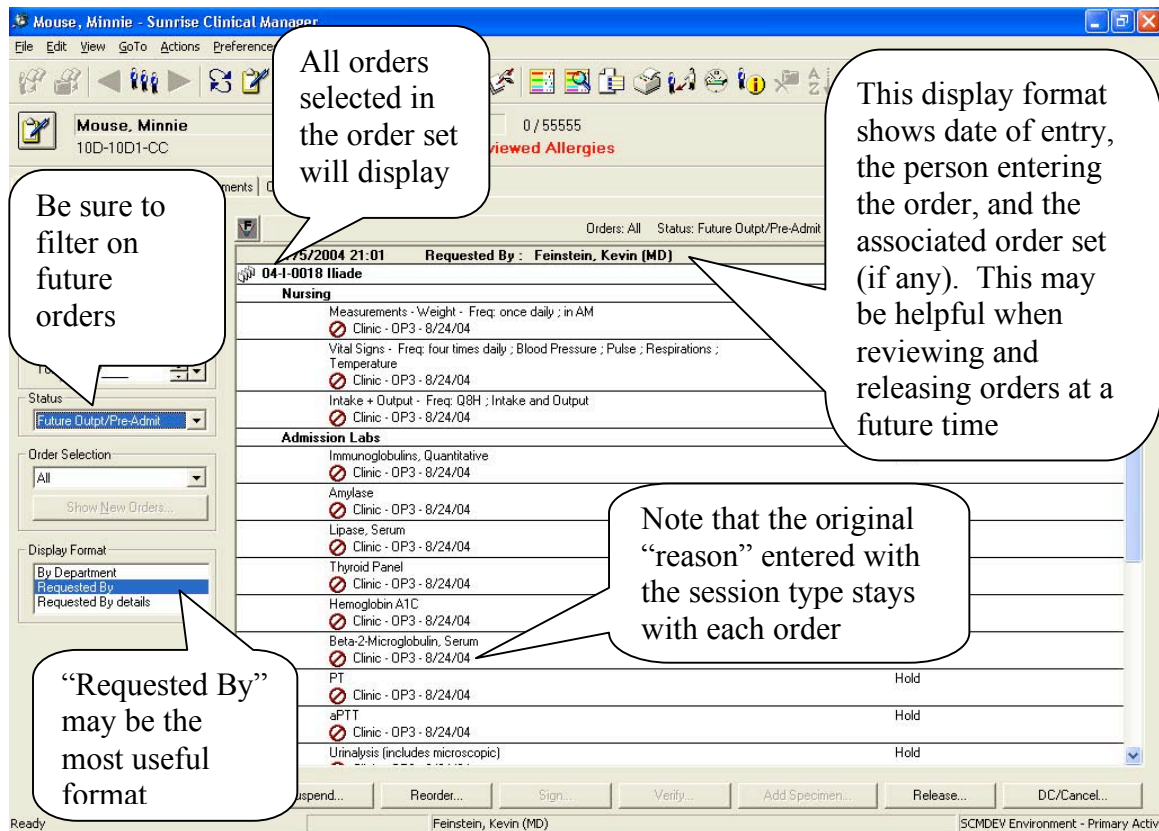 Mouse, Minnie - Sunrise Clinical Manager
File Edit View GoTo Actions Preferences
All orders
selected in
the order set
will display
This display format
shows date of entry,
the person entering
the order, and the
associated order set
(if any). This may
be helpful when
reviewing and
releasing orders at a
future time
Mouse, Minnie
0 / 55555
10D-10D1-CC
Allergies
Be sure to
filter on
future
orders
Orders: All Status: Future Outpt/Pre-Admit
/2004 21:01 Requested By : Feinstein, Kevin (MD)
04-I-0018 Iliade
Nursing
Measurements - Weight - Freq: once daily ; in AM
Clinic - OP3 - 8/24/04
Vital Signs - Freq: four times daily ; Blood Pressure ; Pulse ; Respirations ;
Temperature
Clinic - OP3 - 8/24/04
Intake + Output - Freq: Q8H ; Intake and Output
Clinic - OP3 - 8/24/04
Admission Labs
Immunoglobulins, Quantitative
Clinic - OP3 - 8/24/04
Amylase
Clinic - OP3 - 8/24/04
Lipase, Serum
Clinic - OP3 - 8/24/04
Thyroid Panel
Clinic - OP3 - 8/24/04
Hemoglobin A1C
Clinic - OP3 - 8/24/04
Beta-2-Microglobulin, Serum
Clinic - OP3 - 8/24/04
PT Hold
Clinic - OP3 - 8/24/04
aPTT Hold
Clinic - OP3 - 8/24/04
Urinalysis (includes microscopic) Hold
Status
Future Outpt/Pre-Admit
Order Selection
All
Show New Orders...
Display Format
By Department
Requested By
Requested By details
Note that the original
“reason” entered with
the session type stays
with each order
“Requested By”
may be the
most useful
format
Reorder... Sign... Verify... Add Specimen... Release... DC/Cancel...
Ready Feinstein, Kevin (MD) SCMDEV Environment - Primary Activ